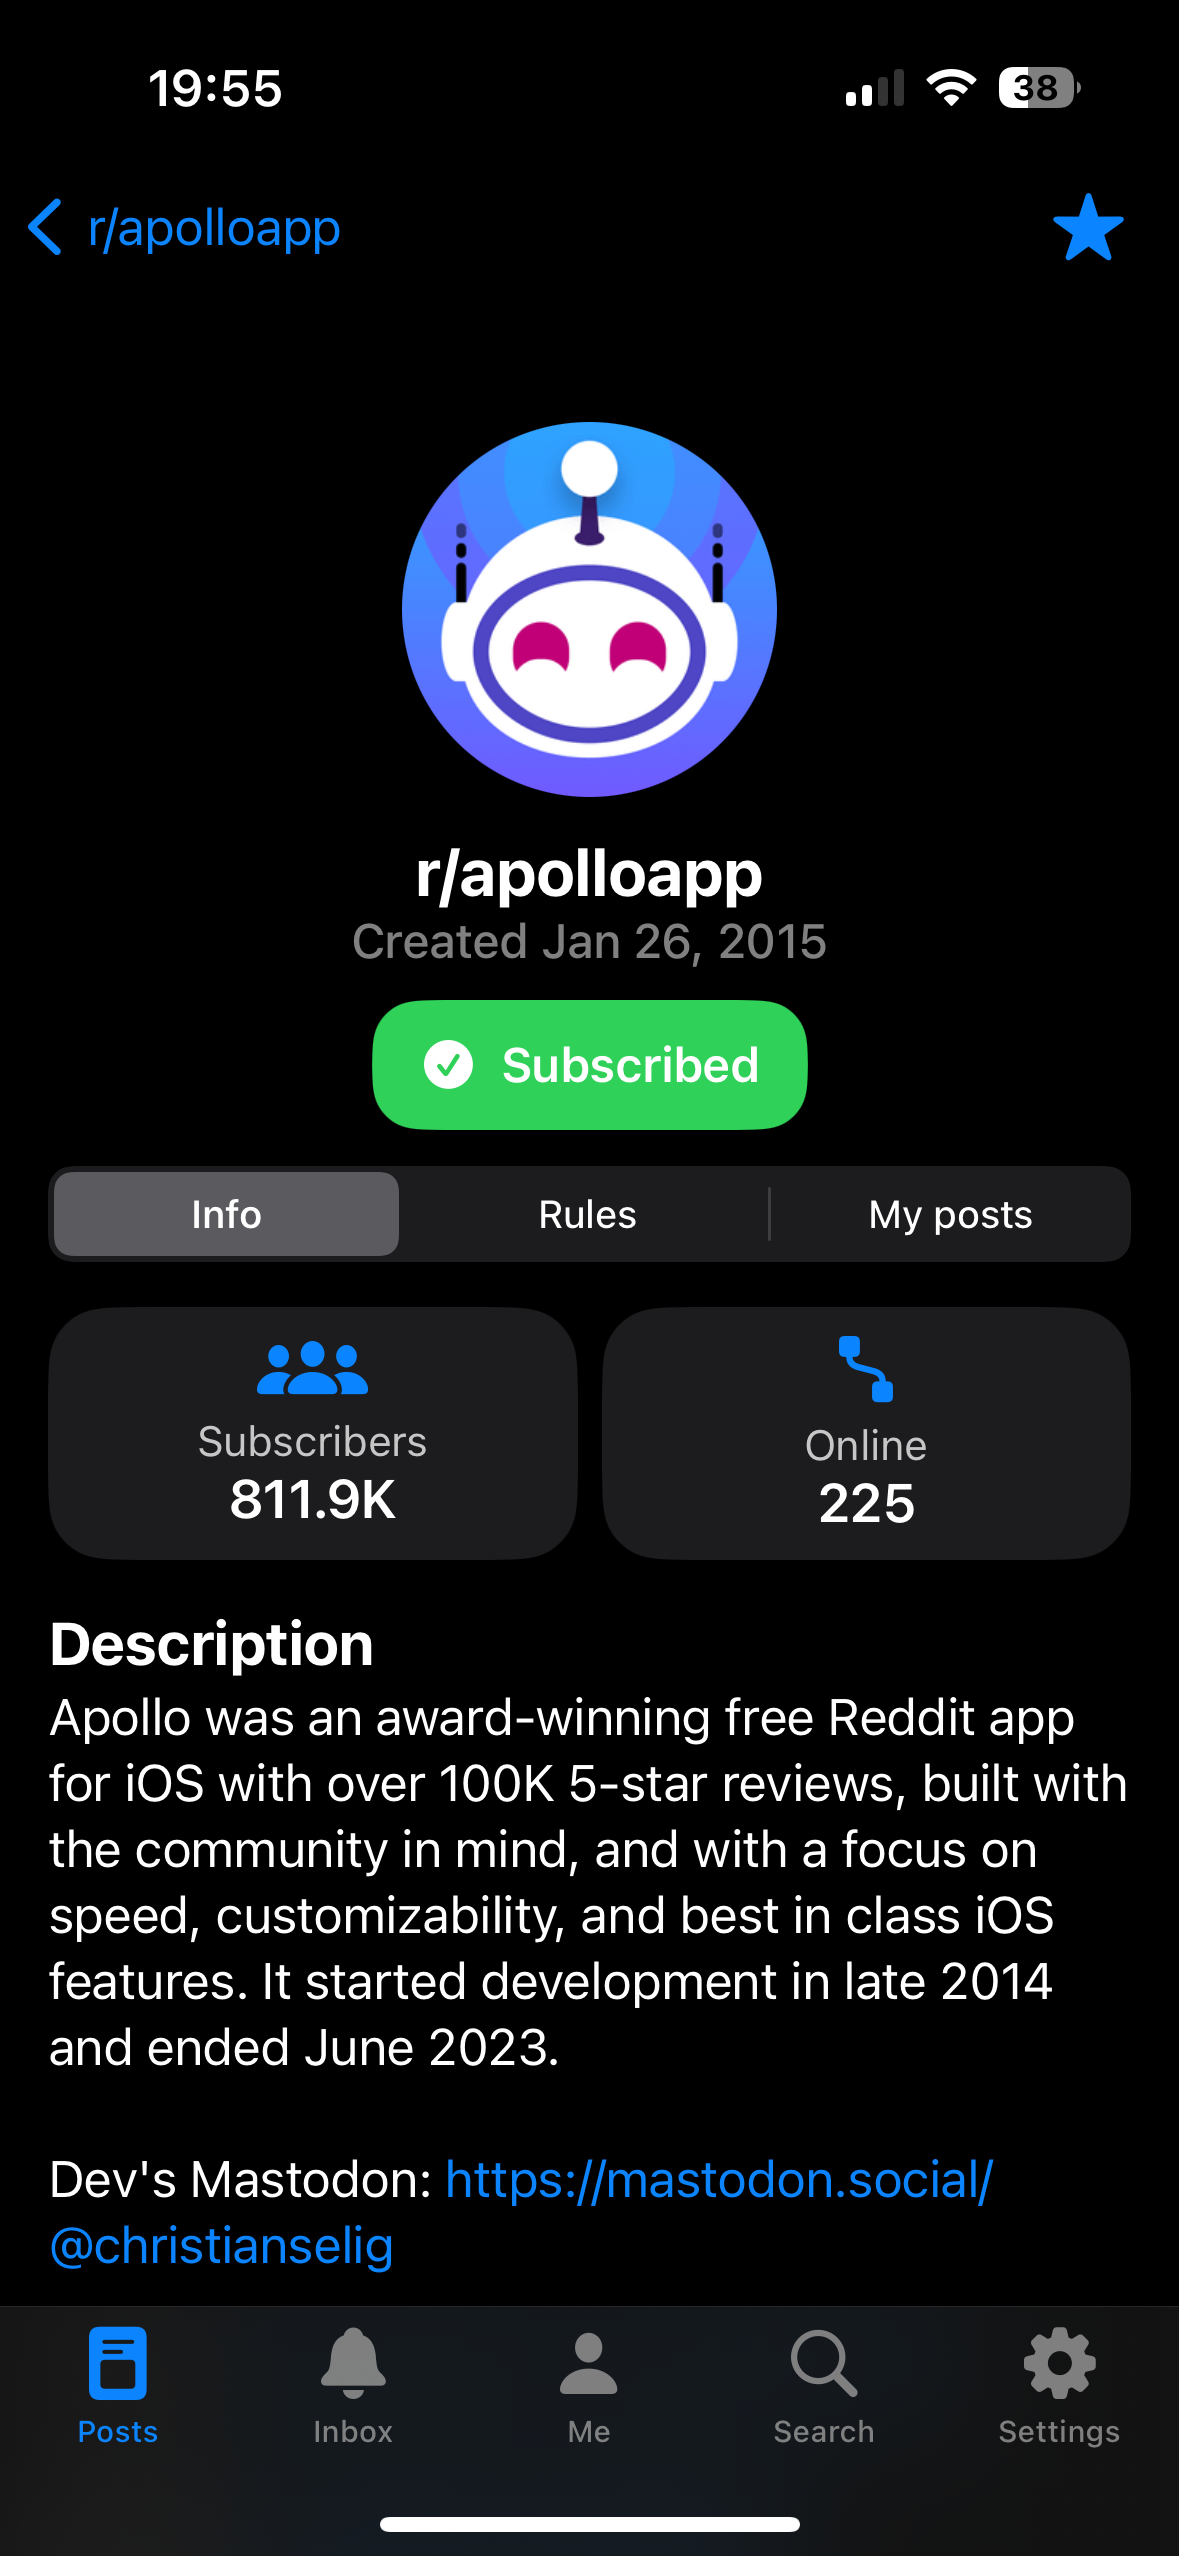 19:55
38
r/apolloapp
r/apolloapp
Created Jan 26, 2015
Subscribed
Info
Rules
My posts
Subscribers
811.9K
Online
225
Description
Apollo was an award-winning free Reddit app
for iOS with over 100K 5-star reviews, built with
the community in mind, and with a focus on
speed, customizability, and best in class iOS
features. It started development in late 2014
and ended June 2023.
Dev's Mastodon: https://mastodon.social/
@christianselig
Posts
Inbox
Me
Search
Settings